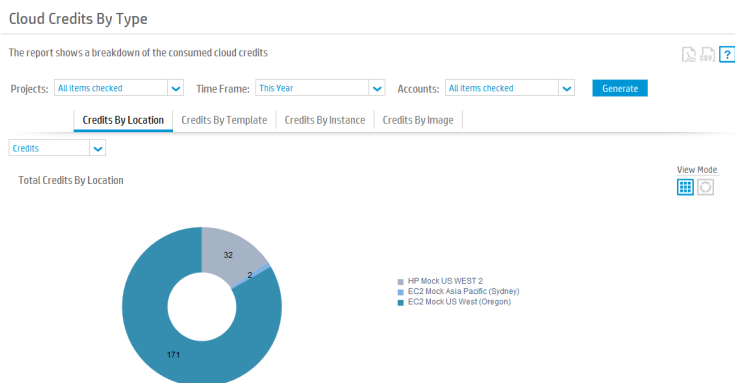 Cloud Credits By Type
The report shows a breakdown of the consumed cloud credits
CSV ?
Projects: All items checked Time Frame: This Year Accounts: All items checked Generate
Credits By Location Credits By Template Credits By Instance Credits By Image
Credits
View Mode
Total Credits By Location
32
2
171
HP Mock US WEST 2
EC2 Mock Asia Pacific (Sydney)
EC2 Mock US West (Oregon)